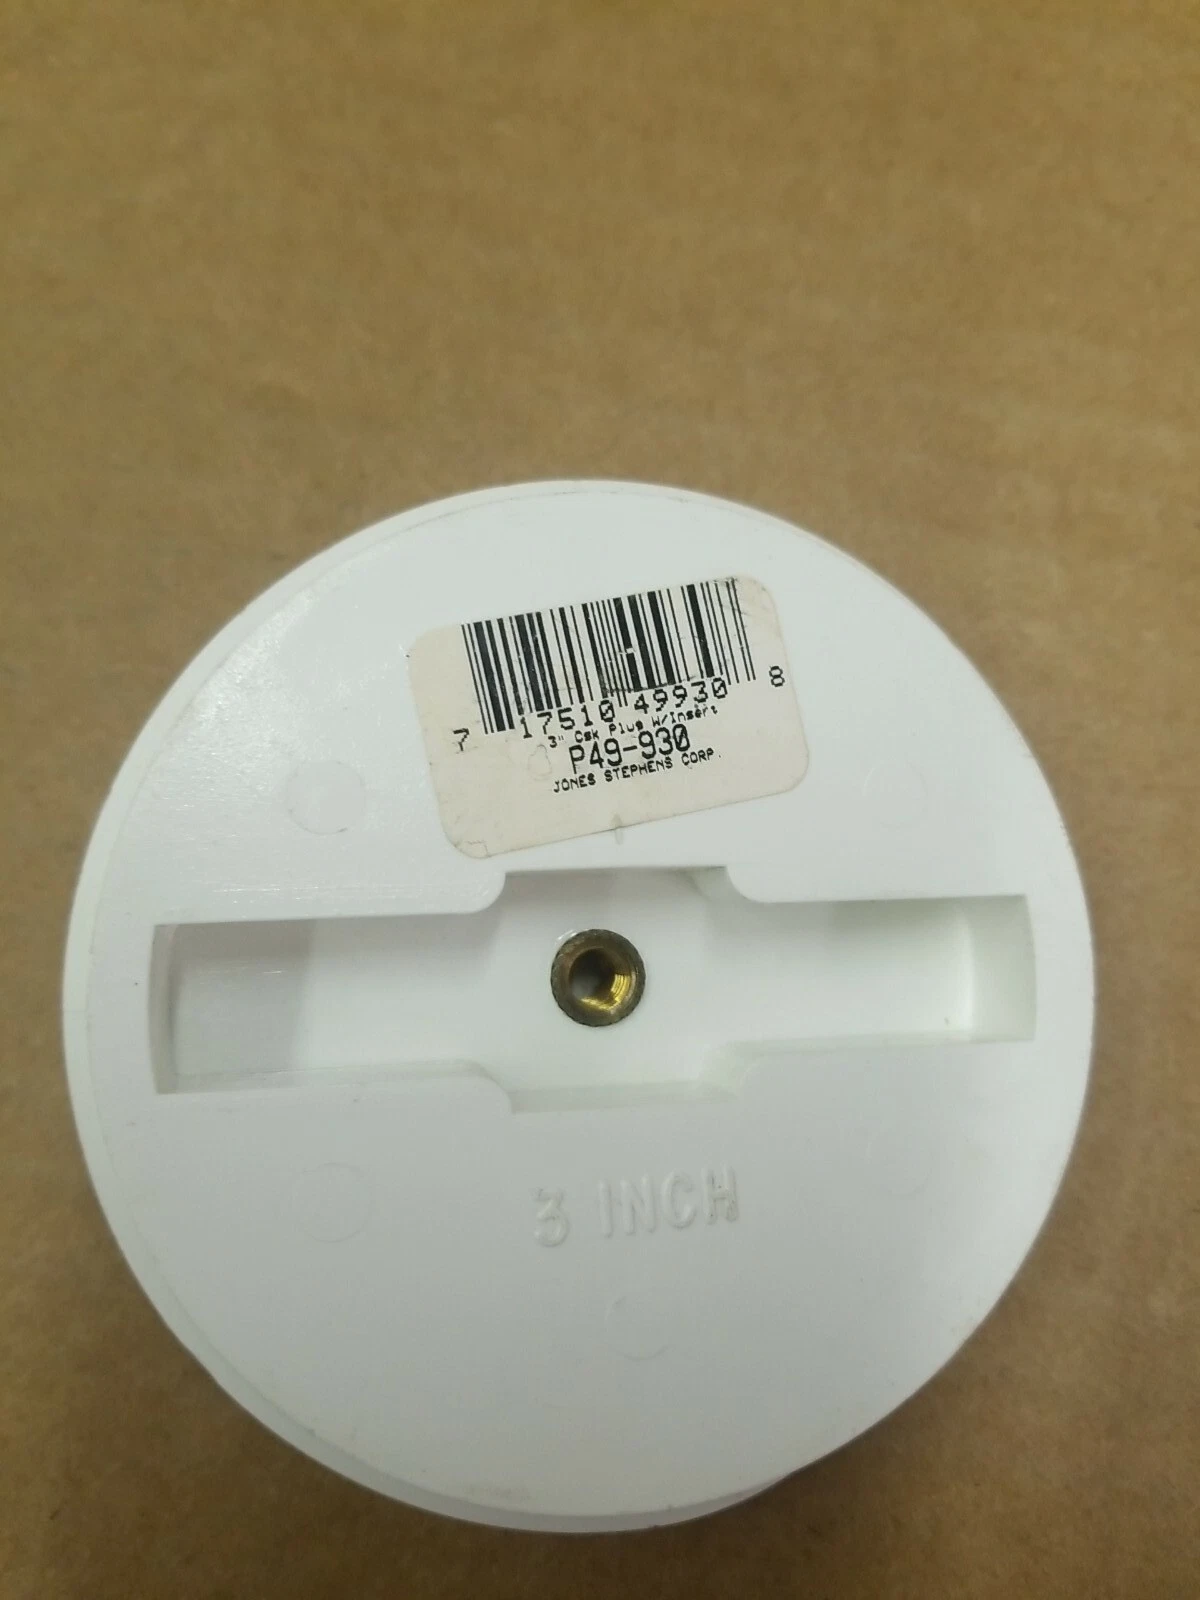 7 17510 49930 8
3" Csk Plug W/Insert
P49-930
JONES STEPHENS CORP.
3 INCH